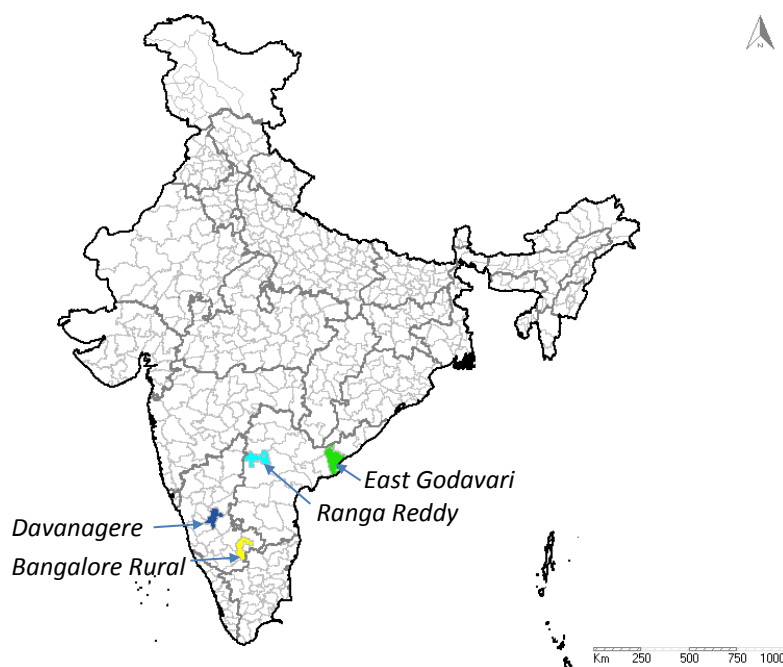 N
East Godavari
Ranga Reddy
Davanagere
Bangalore Rural
Km 250 500 750 1000